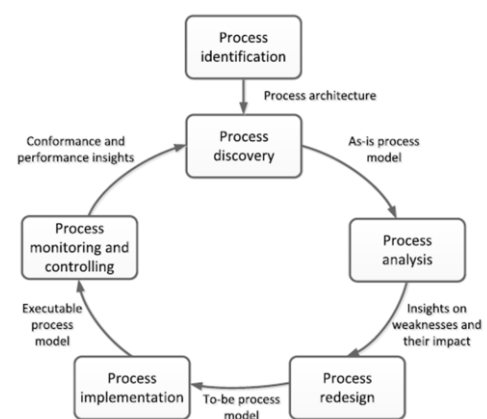 Process
identification
Process architecture
Process
discovery
As-is process
model
Process
analysis
Insights on
weaknesses and
their impact
Process
redesign
To-be process
model
Process
implementation
Executable
process
model
Process
monitoring and
controlling
Conformance and
performance insights